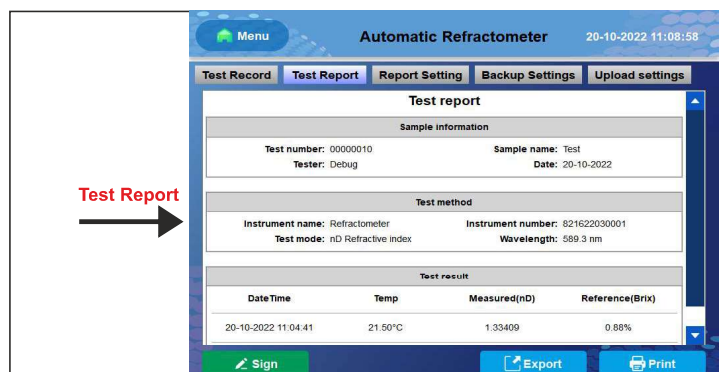 Menu Automatic Refractometer 20-10-2022 11:08:58
Test Record Test Report Report Setting Backup Settings Upload settings
Test report
Sample information
Test number: 00000010 Sample name: Test
Tester: Debug Date: 20-10-2022
Test Report
Test method
Instrument name: Refractometer Instrument number: 821622030001
Test mode: nD Refractive index Wavelength: 589.3 nm
Test result
DateTime Temp Measured(nD) Reference(Brix)
20-10-2022 11:04:41 21.50°C 1.33409 0.88%
Sign Export Print